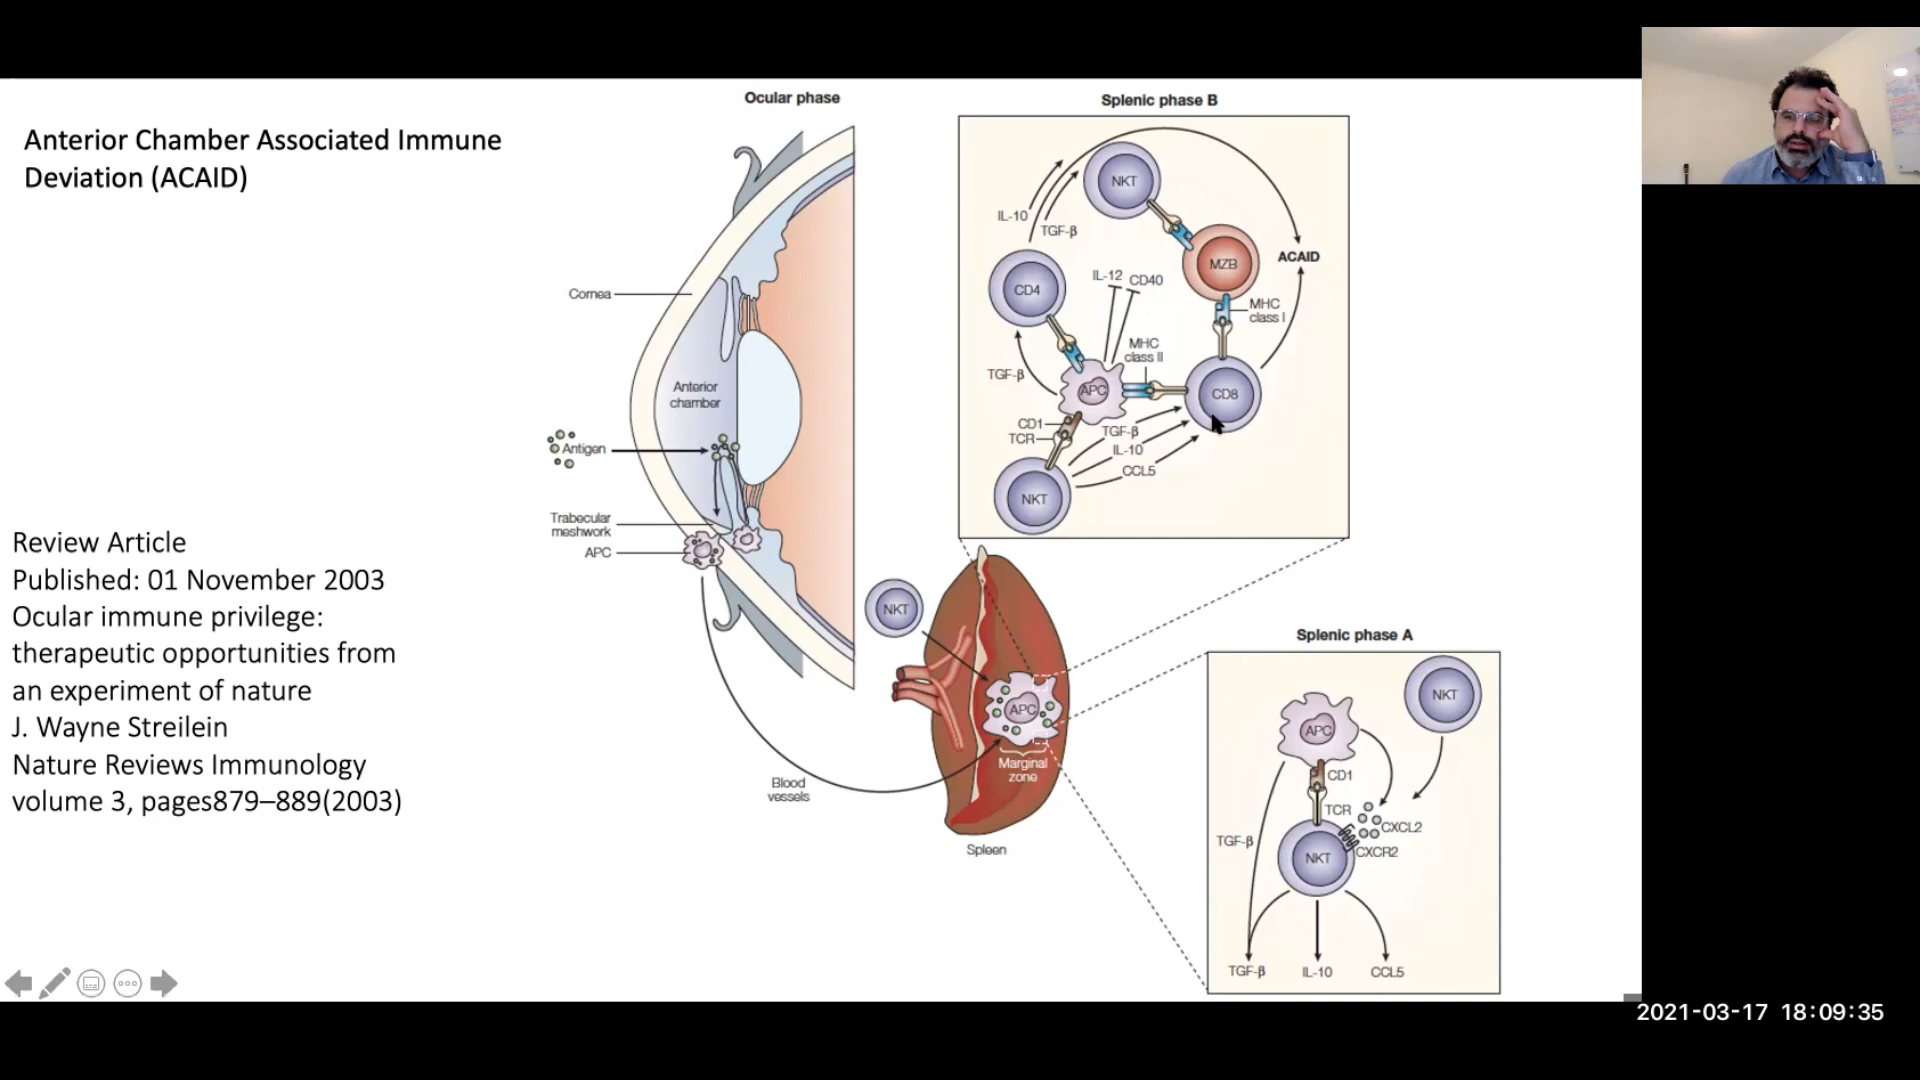 Anterior Chamber Associated Immune
Deviation (ACAID)
Review Article
Published: 01 November 2003
Ocular immune privilege:
therapeutic opportunities from
an experiment of nature
J. Wayne Streilein
Nature Reviews Immunology
volume 3, pages879–889(2003)
Ocular phase
Cornea
Anterior
chamber
Antigen
Trabecular
meshwork
APC
NKT
APC
Marginal
zone
Blood
vessels
Spleen
Splenic phase B
NKT
IL-10
TGF-β
MZB
ACAID
IL-12
CD40
CD4
MHC
class I
MHC
class II
TGF-β
APC
CD8
CD1
TCR
TGF-β
IL-10
CCL5
NKT
Splenic phase A
NKT
APC
CD1
TCR
CXCL2
TGF-β
NKT
CXCR2
TGF-β
IL-10
CCL5
2021-03-17 18:09:35